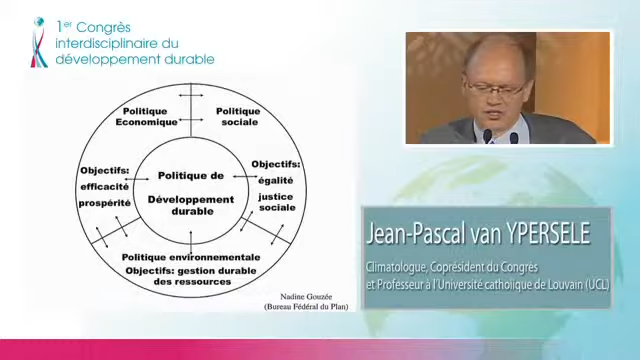 1er Congrès
interdisciplinaire du
développement durable
Politique
Economique
Politique
sociale
Objectifs:
efficacité
prospérité
Politique de
Développement
durable
Objectifs:
égalité
justice
sociale
Politique environnementale
Objectifs: gestion durable
des ressources
Nadine Gouzée
(Bureau Fédéral du Plan)
Jean-Pascal van YPERSELE
Climatologue, Coprésident du Congrès
et Professeur à l'Université catholique de Louvain (UCL)